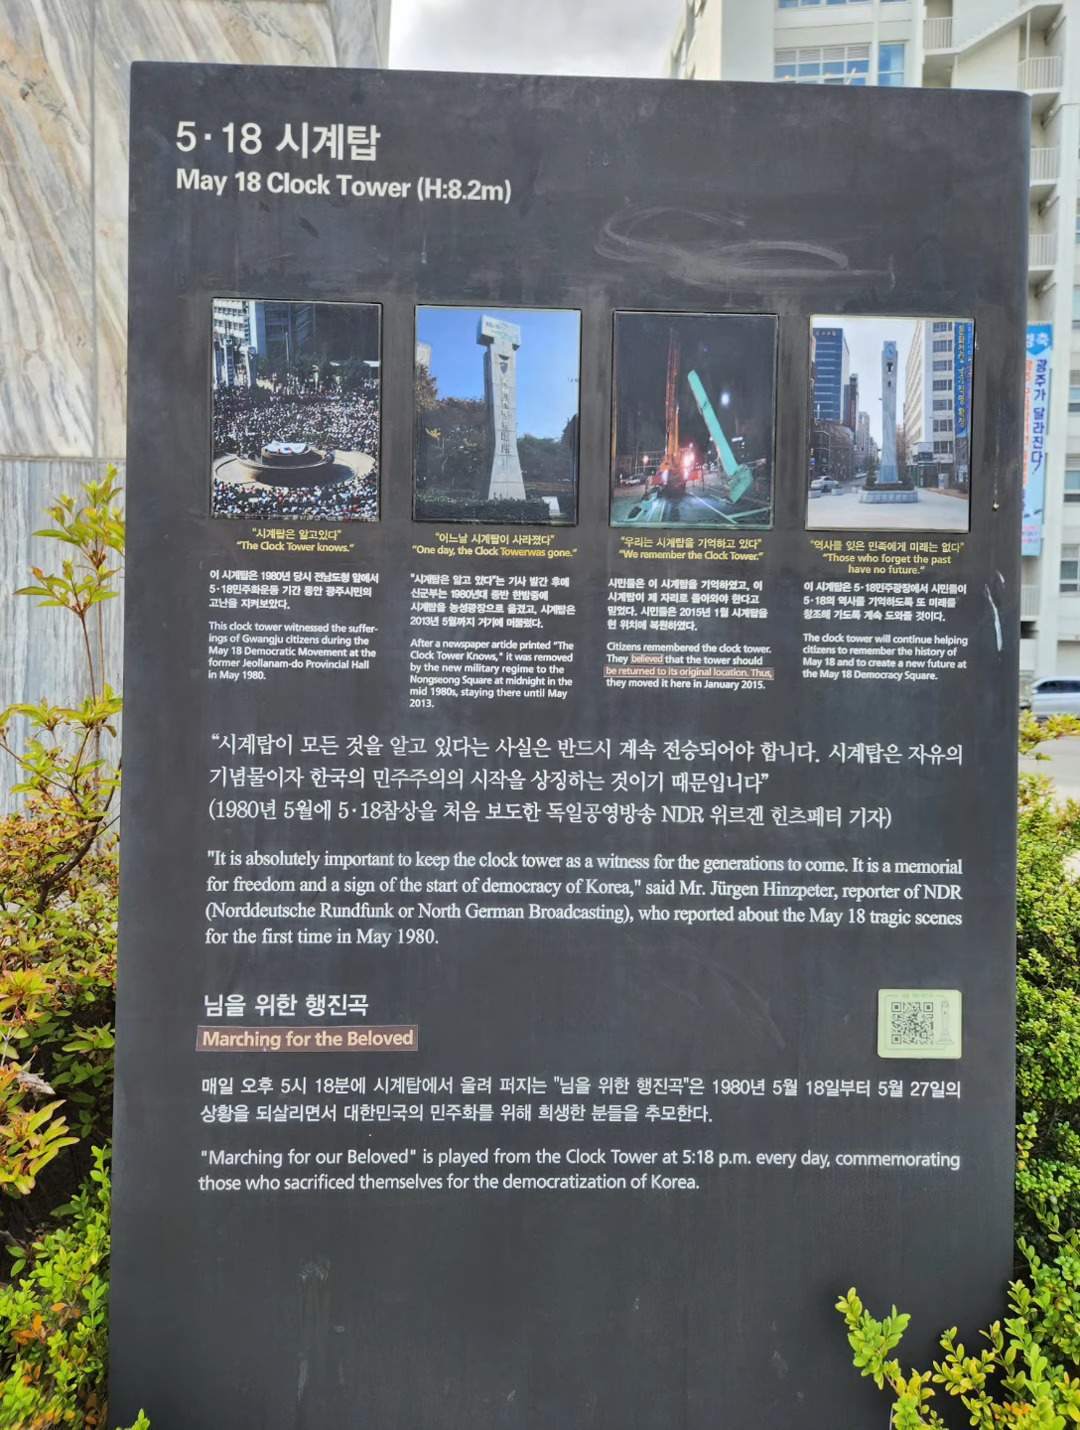 5·18 시계탑
May 18 Clock Tower (H:8.2m)
"시계탑은 알고있다"
"The Clock Tower knows."
이 시계탑은 1980년 당시 전남도청 앞에서
5·18민주화운동 기간 동안 광주시민의
고난을 지켜보았다.
This clock tower witnessed the suffer-
ings of Gwangju citizens during the
May 18 Democratic Movement at the
former Jeollanam-do Provincial Hall
in May 1980.
"어느날 시계탑이 사라졌다"
"One day, the Clock Towerwas gone."
"시계탑은 알고 있다"는 기사 발간 후에
신군부는 1980년대 중반 한밤중에
시계탑을 농성광장으로 옮겼고, 시계탑은
2013년 5월까지 거기에 머물렀다.
After a newspaper article printed "The
Clock Tower Knows," it was removed
by the new military regime to the
Nongseong Square at midnight in the
mid 1980s, staying there until May
2013.
"우리는 시계탑을 기억하고 있다"
"We remember the Clock Tower."
시민들은 이 시계탑을 기억하였고, 이
시계탑이 제 자리로 돌아와야 한다고
믿었다. 시민들은 2015년 1월 시계탑을
현 위치에 복원하였다.
Citizens remembered the clock tower.
They believed that the tower should
be returned to its original location. Thus,
they moved it here in January 2015.
"역사를 잊은 민족에게 미래는 없다"
"Those who forget the past
have no future."
이 시계탑은 5·18민주광장에서 시민들이
5·18의 역사를 기억하도록 또 미래를
창조해 가도록 계속 도와줄 것이다.
The clock tower will continue helping
citizens to remember the history of
May 18 and to create a new future at
the May 18 Democracy Square.
"시계탑이 모든 것을 알고 있다는 사실은 반드시 계속 전승되어야 합니다. 시계탑은 자유의
기념물이자 한국의 민주주의의 시작을 상징하는 것이기 때문입니다"
(1980년 5월에 5·18참상을 처음 보도한 독일공영방송 NDR 위르겐 힌츠페터 기자)
"It is absolutely important to keep the clock tower as a witness for the generations to come. It is a memorial
for freedom and a sign of the start of democracy of Korea," said Mr. Jürgen Hinzpeter, reporter of NDR
(Norddeutsche Rundfunk or North German Broadcasting), who reported about the May 18 tragic scenes
for the first time in May 1980.
님을 위한 행진곡
Marching for the Beloved
매일 오후 5시 18분에 시계탑에서 울려 퍼지는 "님을 위한 행진곡"은 1980년 5월 18일부터 5월 27일의
상황을 되살리면서 대한민국의 민주화를 위해 희생한 분들을 추모한다.
"Marching for our Beloved" is played from the Clock Tower at 5:18 p.m. every day, commemorating
those who sacrificed themselves for the democratization of Korea.
경축
광주가 달라진다!